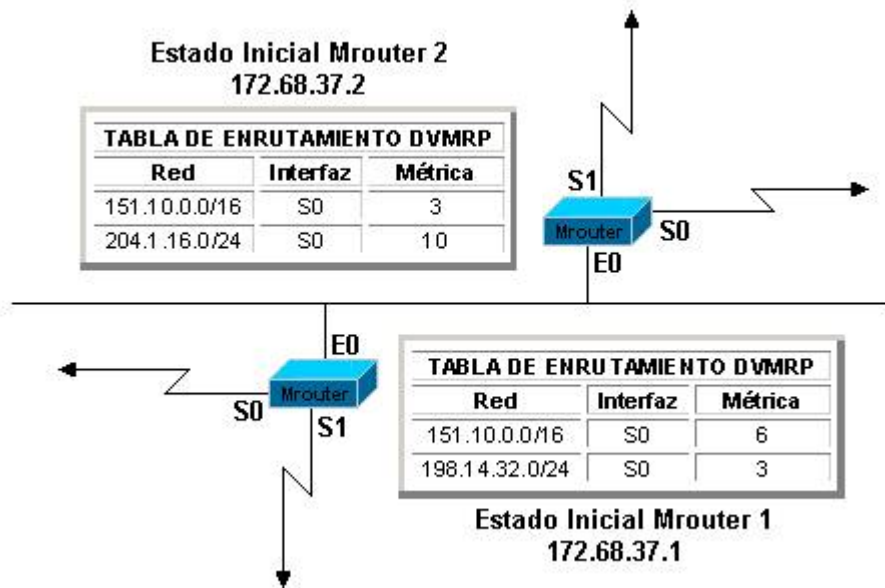 Estado Inicial Mrouter 2
172.68.37.2
TABLA DE ENRUTAMIENTO DVMRP
Red Interfaz Métrica
151.10.0.0/16 S0 3
204.1.16.0/24 S0 10
S1
Mrouter
S0
E0
E0
Mrouter
S0
S1
TABLA DE ENRUTAMIENTO DVMRP
Red Interfaz Métrica
151.10.0.0/16 S0 6
198.14.32.0/24 S0 3
Estado Inicial Mrouter 1
172.68.37.1